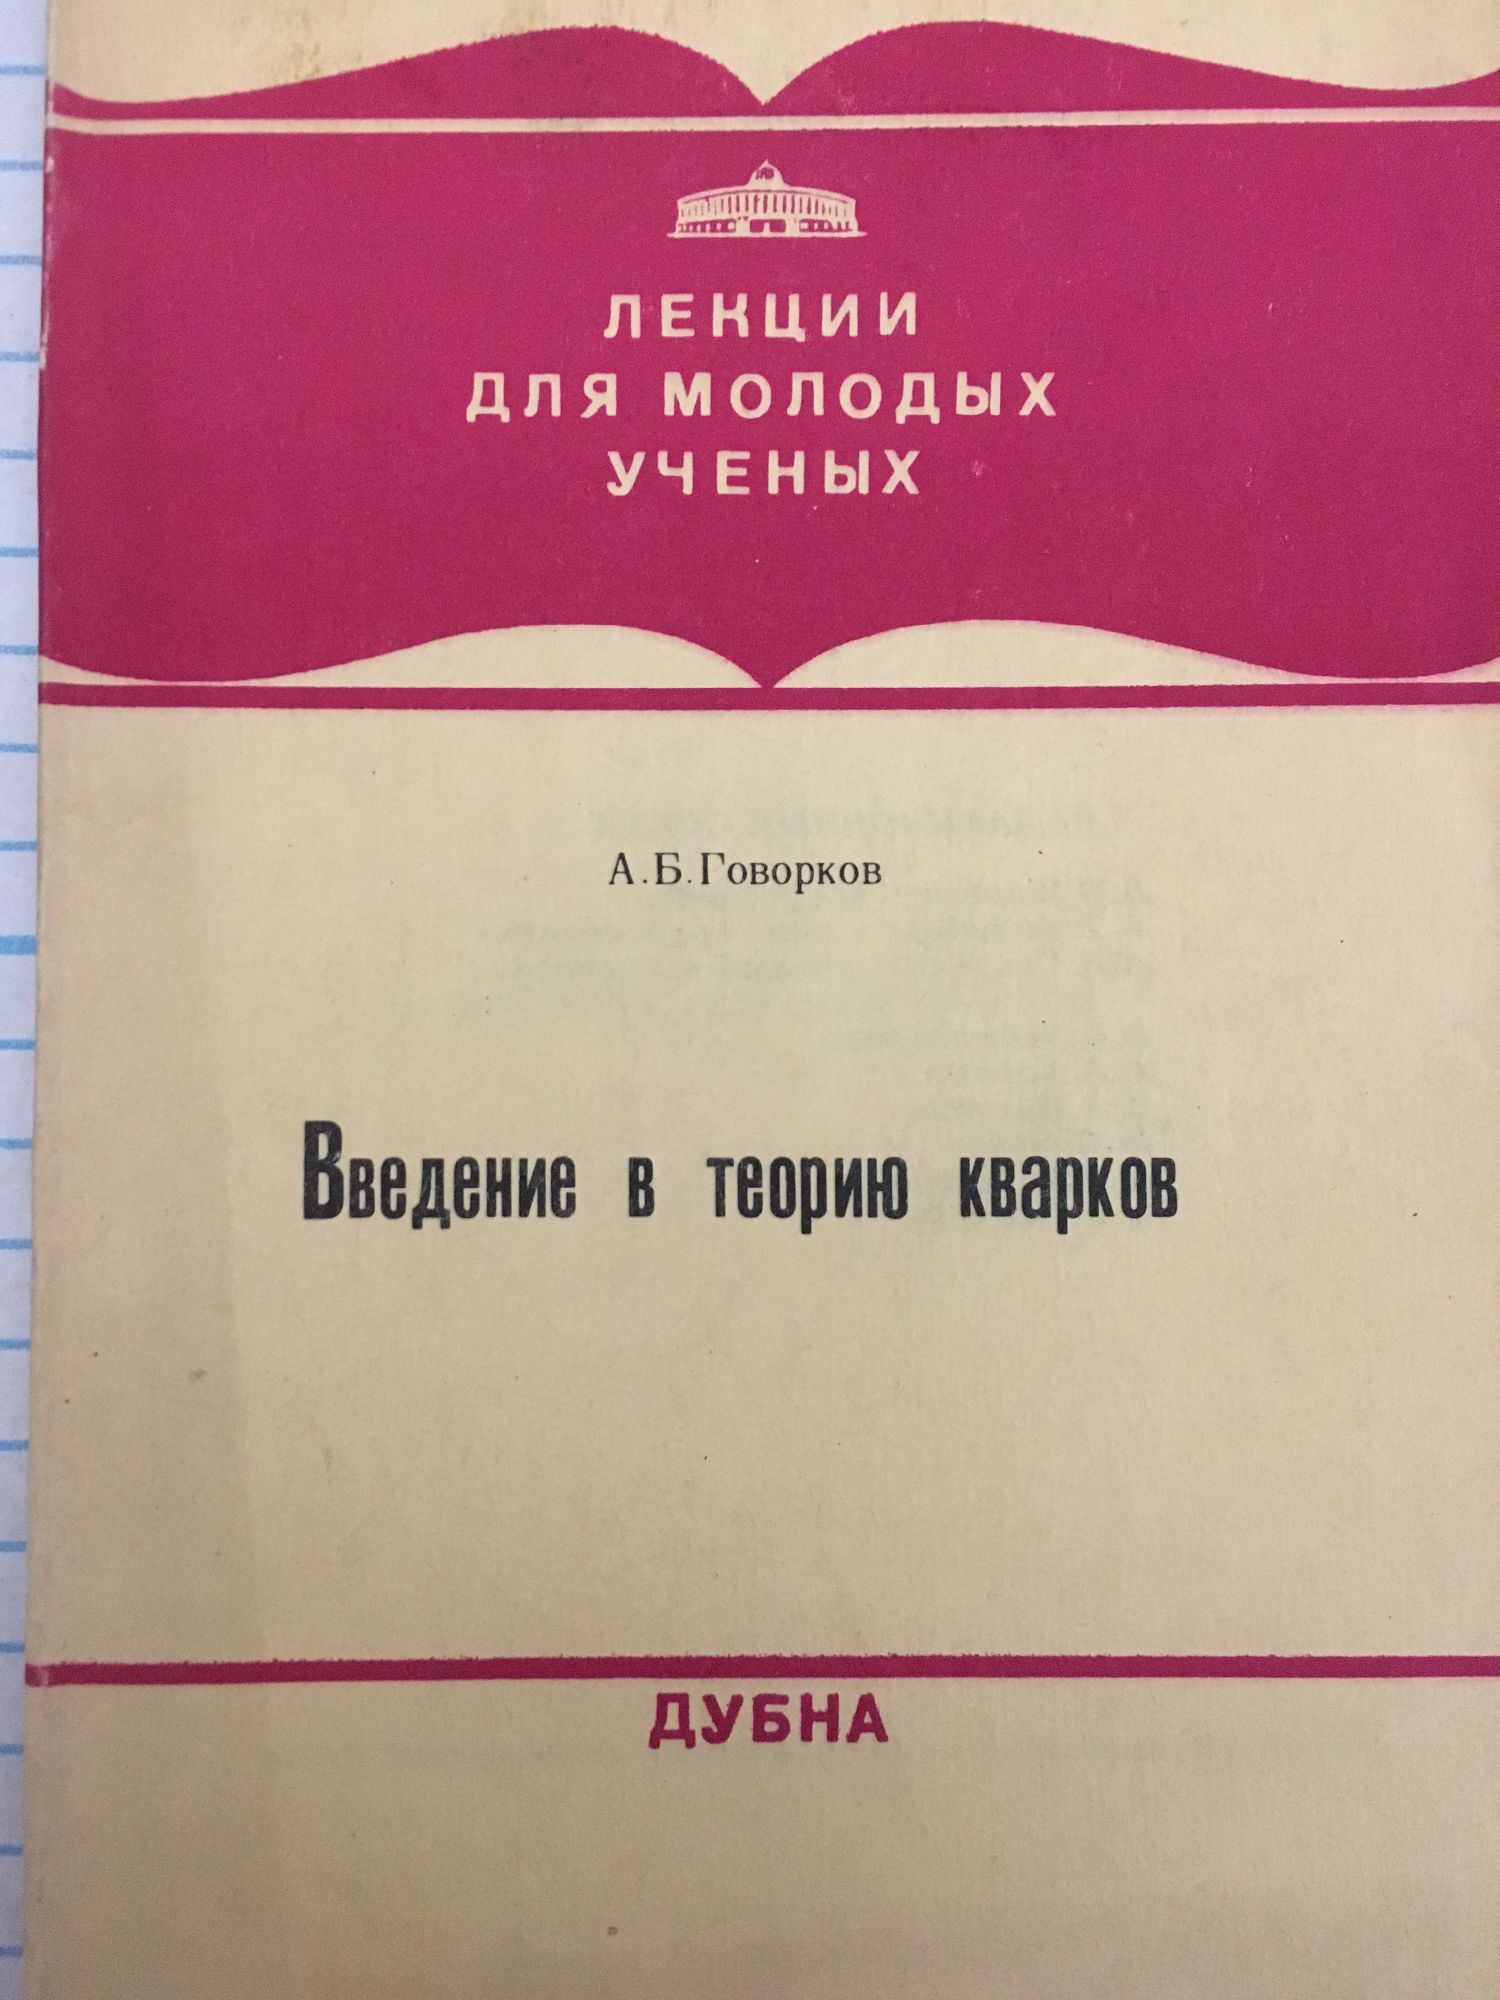 ЛЕКЦИИ
ДЛЯ МОЛОДЫХ
УЧЕНЫХ
А.Б.Говорков
Введение в теорию кварков
ДУБНА